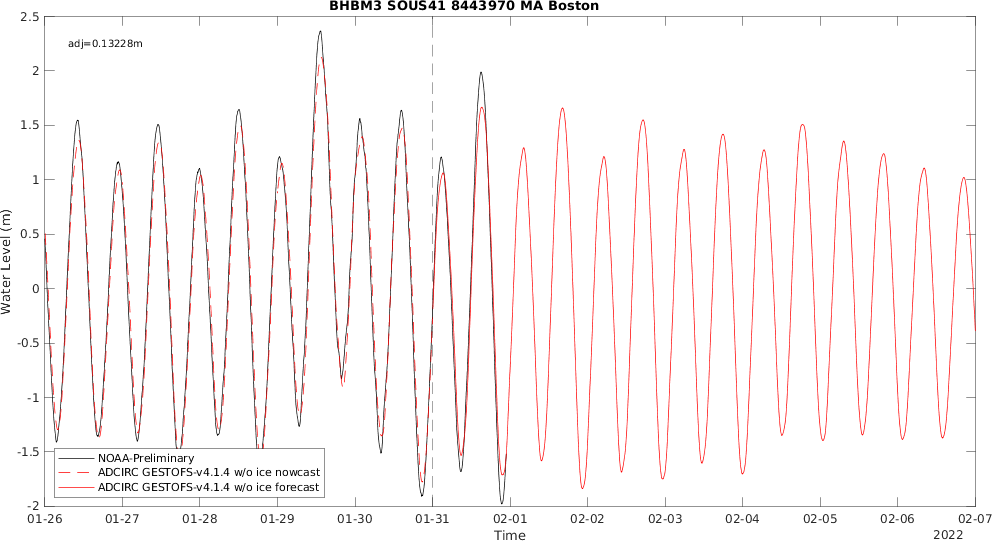 BHBM3 SOUS41 8443970 MA Boston
adj=0.13228m
2.5
2
1.5
1
0.5
0
-0.5
-1
-1.5
-2
Water Level (m)
NOAA-Preliminary
ADCIRC GESTOFS-v4.1.4 w/o ice nowcast
ADCIRC GESTOFS-v4.1.4 w/o ice forecast
01-26 01-27 01-28 01-29 01-30 01-31 02-01 02-02 02-03 02-04 02-05 02-06 02-07
Time
2022